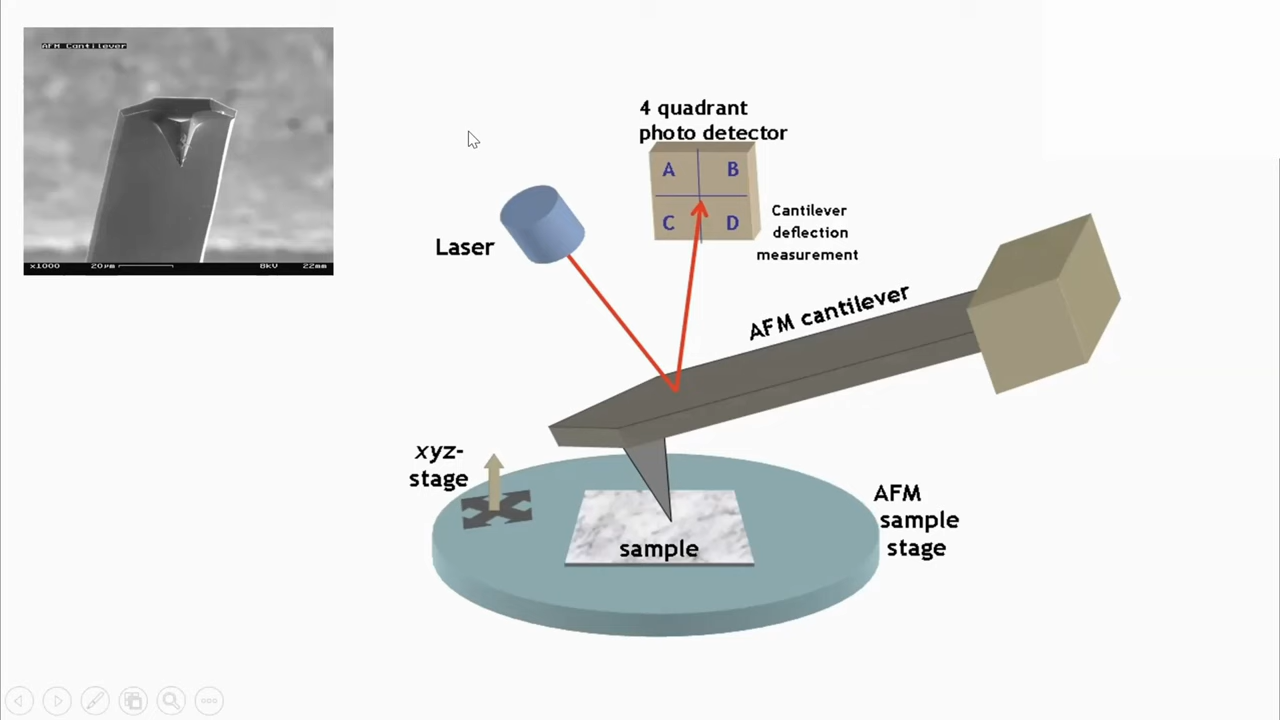 AFM Cantilever
x1000 20µm 8kV 22mm
4 quadrant
photo detector
A B
C D
Cantilever
deflection
measurement
Laser
AFM cantilever
xyz-
stage
AFM
sample
stage
sample